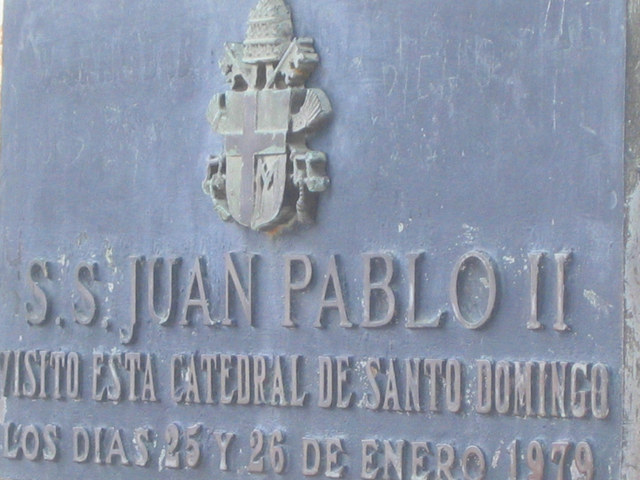 S.S. JUAN PABLO II
VISITO ESTA CATEDRAL DE SANTO DOMINGO
LOS DIAS 25 Y 26 DE ENERO 1979